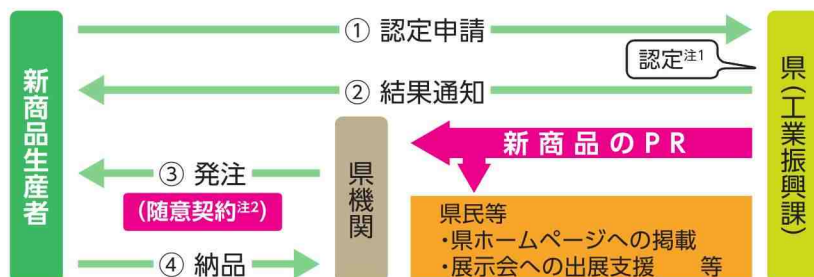 ① 認定申請
認定注1
② 結果通知
新商品生産者
県(工業振興課)
新商品のPR
③ 発注
(随意契約注2)
県機関
県民等
・県ホームページへの掲載
・展示会への出展支援 等
④ 納品